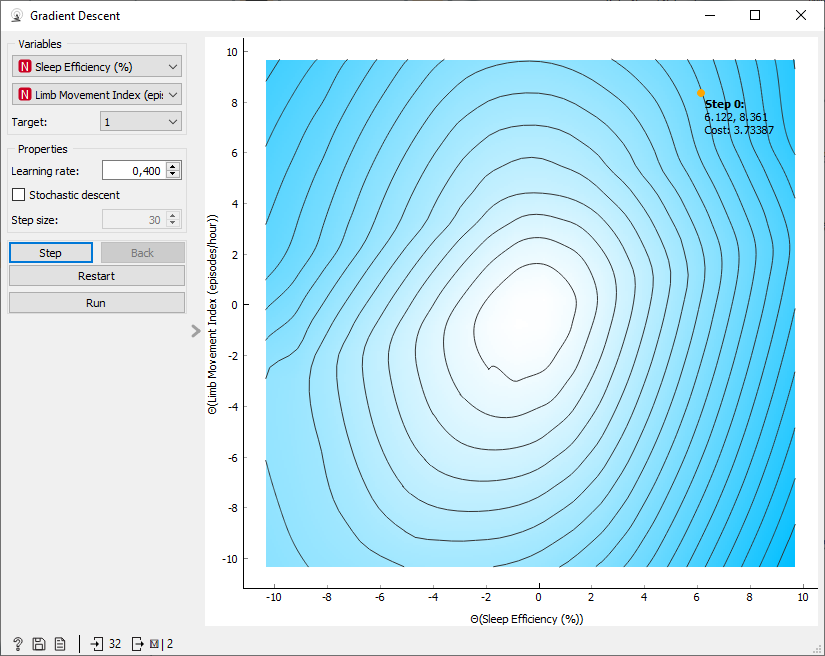 Gradient Descent
Variables
N Sleep Efficiency (%)
N Limb Movement Index (epis
Target: 1
Properties
Learning rate: 0,400
Stochastic descent
Step size: 30
Step Back
Restart
Run
10
8
6
4
2
0
-2
-4
-6
-8
-10
Θ(Limb Movement Index (episodes/hour))
Step 0:
6.122, 8.361
Cost: 3.73387
-10 -8 -6 -4 -2 0 2 4 6 8 10
Θ(Sleep Efficiency (%))
? 32 M | 2